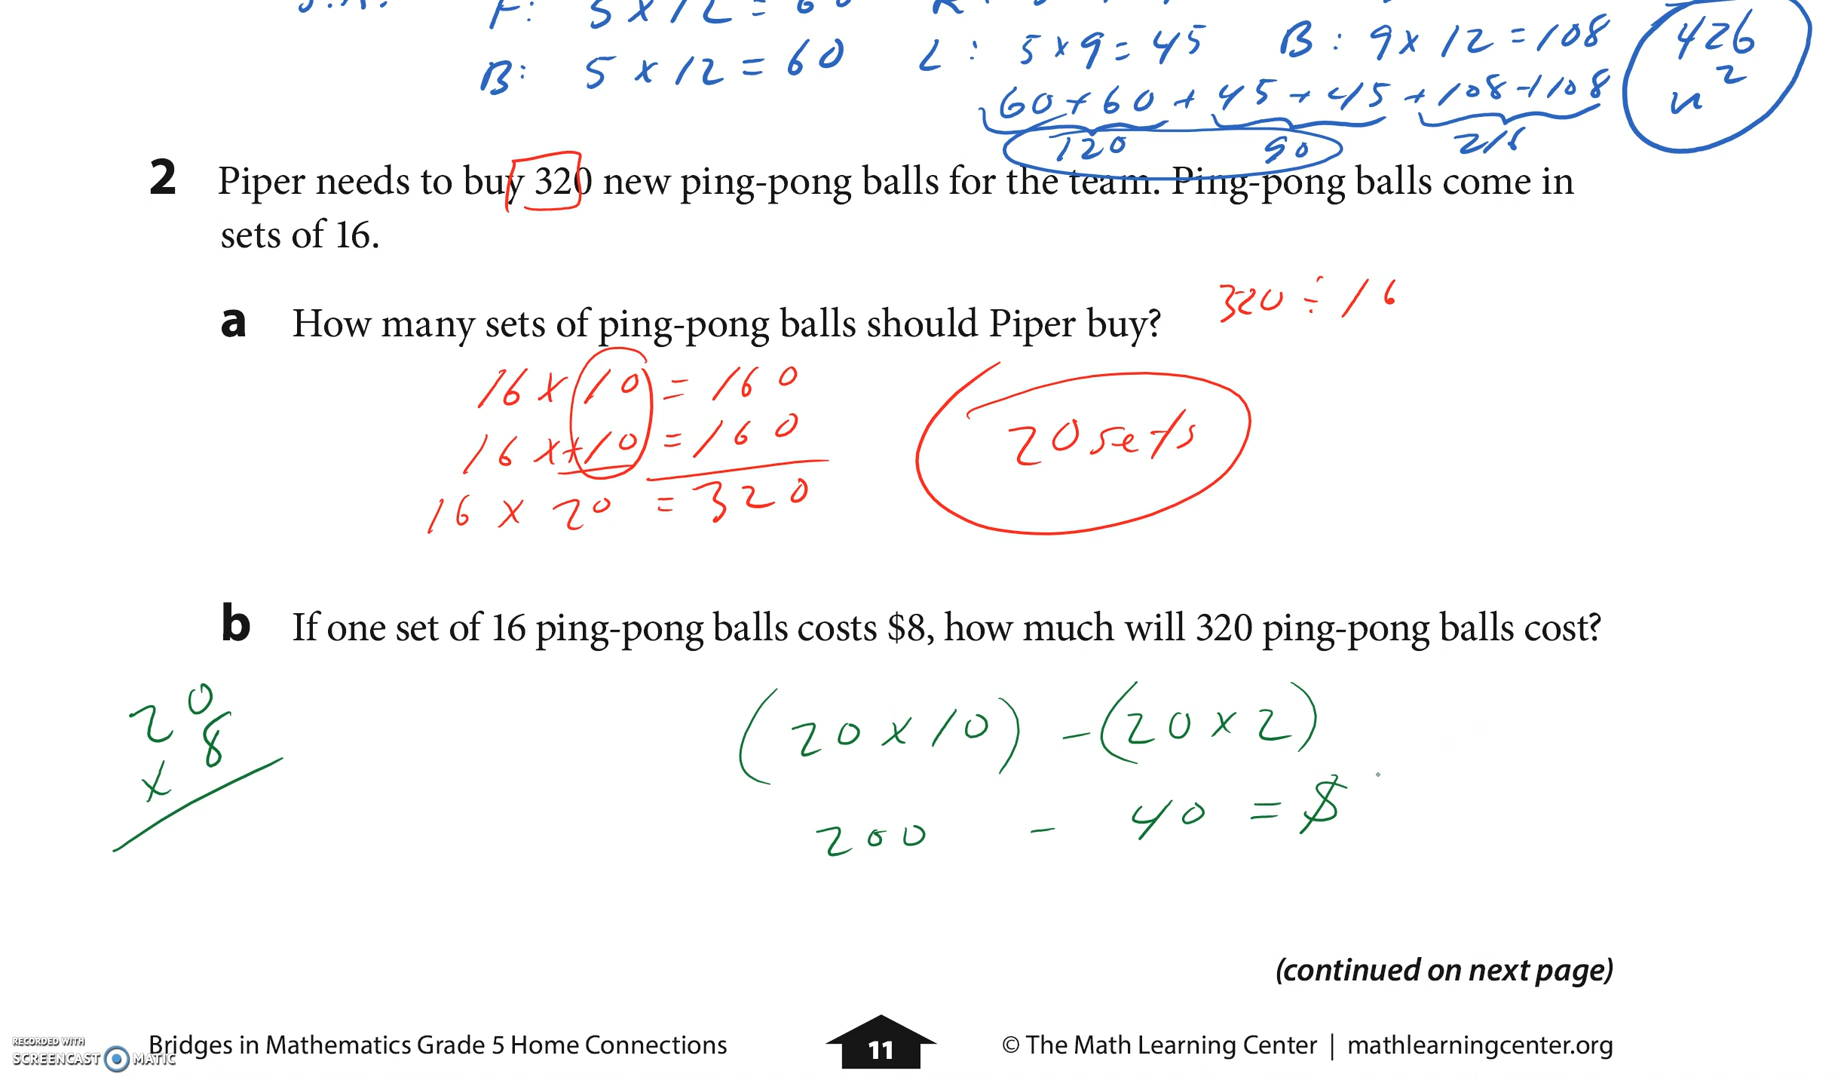 F: 5 x 12 = 60
B: 5 x 12 = 60 L: 5 x 9 = 45 B: 9 x 12 = 108 426
60 + 60 + 45 + 45 + 108 + 108
120 90 216
2 Piper needs to buy 320 new ping-pong balls for the team. Ping-pong balls come in
sets of 16.
320 ÷ 16
a How many sets of ping-pong balls should Piper buy?
16 x 10 = 160
16 x +10 = 160
20 sets
16 x 20 = 320
b If one set of 16 ping-pong balls costs $8, how much will 320 ping-pong balls cost?
20
x 8
(20 x 10) - (20 x 2)
200 - 40 = $
(continued on next page)
RECORDED WITH
SCREENCAST MATIC
Bridges in Mathematics Grade 5 Home Connections 11 © The Math Learning Center | mathlearningcenter.org